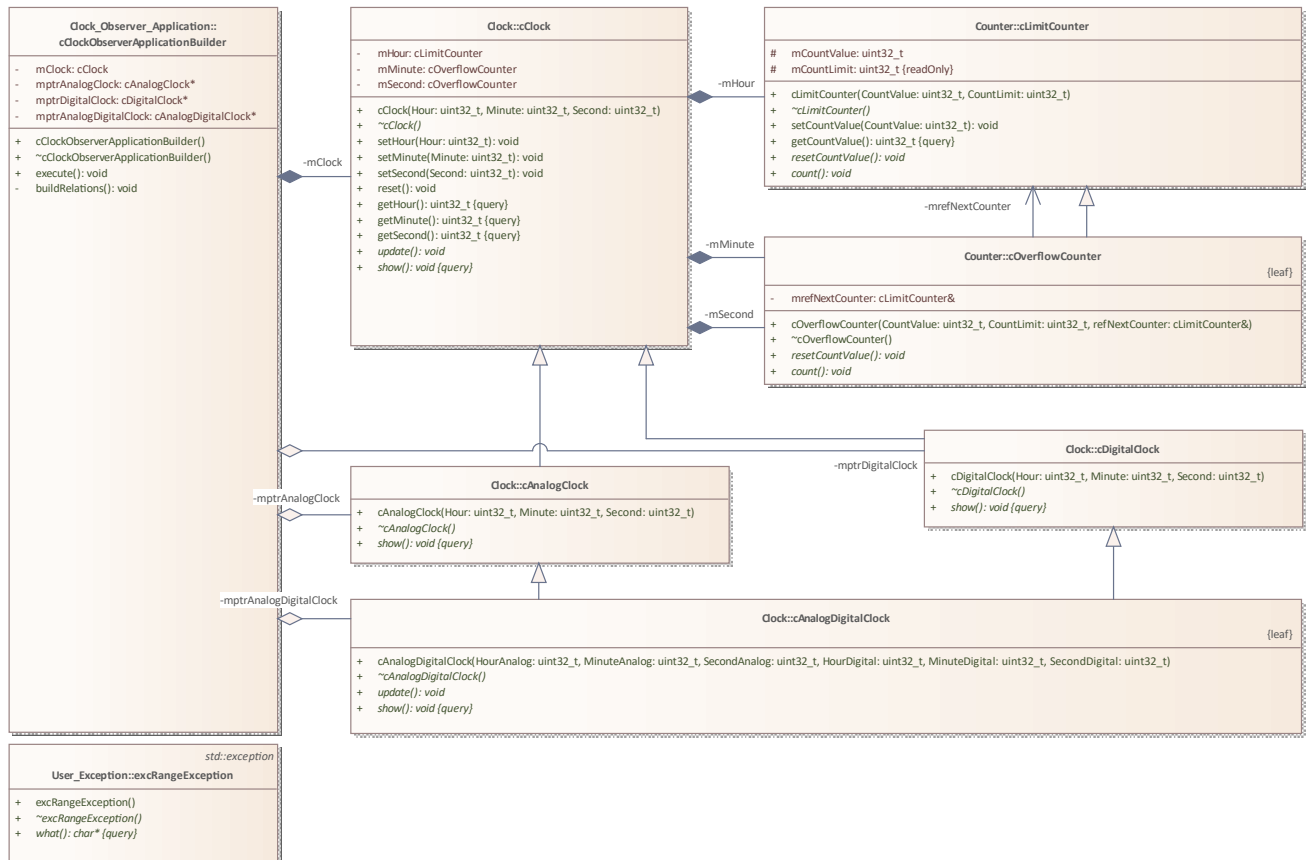 Clock_Observer_Application::
cClockObserverApplicationBuilder
- mClock: cClock
- mptrAnalogClock: cAnalogClock*
- mptrDigitalClock: cDigitalClock*
- mptrAnalogDigitalClock: cAnalogDigitalClock*
+ cClockObserverApplicationBuilder()
+ ~cClockObserverApplicationBuilder()
+ execute(): void
- buildRelations(): void
-mClock
Clock::cClock
- mHour: cLimitCounter
- mMinute: cOverflowCounter
- mSecond: cOverflowCounter
+ cClock(Hour: uint32_t, Minute: uint32_t, Second: uint32_t)
+ ~cClock()
+ setHour(Hour: uint32_t): void
+ setMinute(Minute: uint32_t): void
+ setSecond(Second: uint32_t): void
+ reset(): void
+ getHour(): uint32_t {query}
+ getMinute(): uint32_t {query}
+ getSecond(): uint32_t {query}
+ update(): void
+ show(): void {query}
-mHour
-mMinute
-mSecond
Counter::cLimitCounter
# mCountValue: uint32_t
# mCountLimit: uint32_t {readOnly}
+ cLimitCounter(CountValue: uint32_t, CountLimit: uint32_t)
+ ~cLimitCounter()
+ setCountValue(CountValue: uint32_t): void
+ getCountValue(): uint32_t {query}
+ resetCountValue(): void
+ count(): void
-mrefNextCounter
Counter::cOverflowCounter
{leaf}
- mrefNextCounter: cLimitCounter&
+ cOverflowCounter(CountValue: uint32_t, CountLimit: uint32_t, refNextCounter: cLimitCounter&)
+ ~cOverflowCounter()
+ resetCountValue(): void
+ count(): void
-mptrDigitalClock
Clock::cDigitalClock
+ cDigitalClock(Hour: uint32_t, Minute: uint32_t, Second: uint32_t)
+ ~cDigitalClock()
+ show(): void {query}
-mptrAnalogClock
Clock::cAnalogClock
+ cAnalogClock(Hour: uint32_t, Minute: uint32_t, Second: uint32_t)
+ ~cAnalogClock()
+ show(): void {query}
-mptrAnalogDigitalClock
Clock::cAnalogDigitalClock
{leaf}
+ cAnalogDigitalClock(HourAnalog: uint32_t, MinuteAnalog: uint32_t, SecondAnalog: uint32_t, HourDigital: uint32_t, MinuteDigital: uint32_t, SecondDigital: uint32_t)
+ ~cAnalogDigitalClock()
+ update(): void
+ show(): void {query}
std::exception
User_Exception::excRangeException
+ excRangeException()
+ ~excRangeException()
+ what(): char* {query}